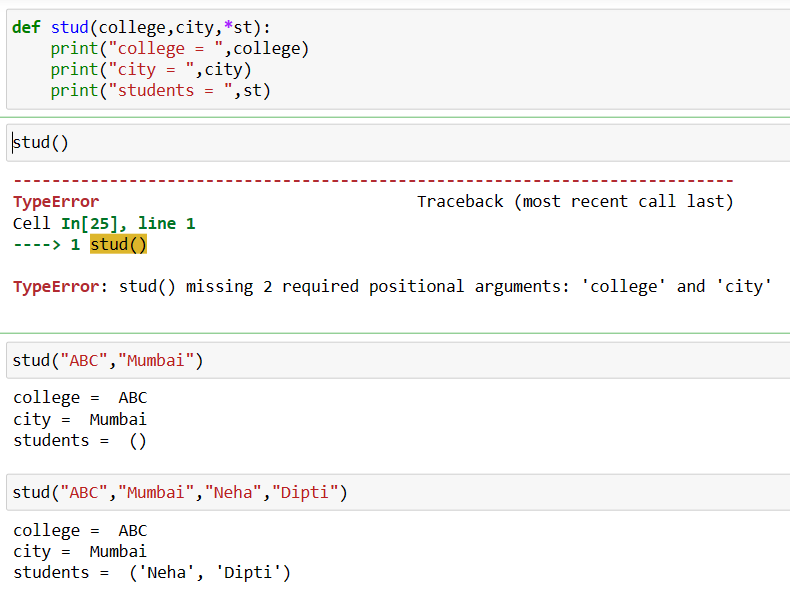 def stud(college,city,*st):
    print("college = ",college)
    print("city = ",city)
    print("students = ",st)
stud()
---------------------------------------------------------------------------
TypeError                                 Traceback (most recent call last)
Cell In[25], line 1
----> 1 stud()
TypeError: stud() missing 2 required positional arguments: 'college' and 'city'
stud("ABC","Mumbai")
college =  ABC
city =  Mumbai
students =  ()
stud("ABC","Mumbai","Neha","Dipti")
college =  ABC
city =  Mumbai
students =  ('Neha', 'Dipti')